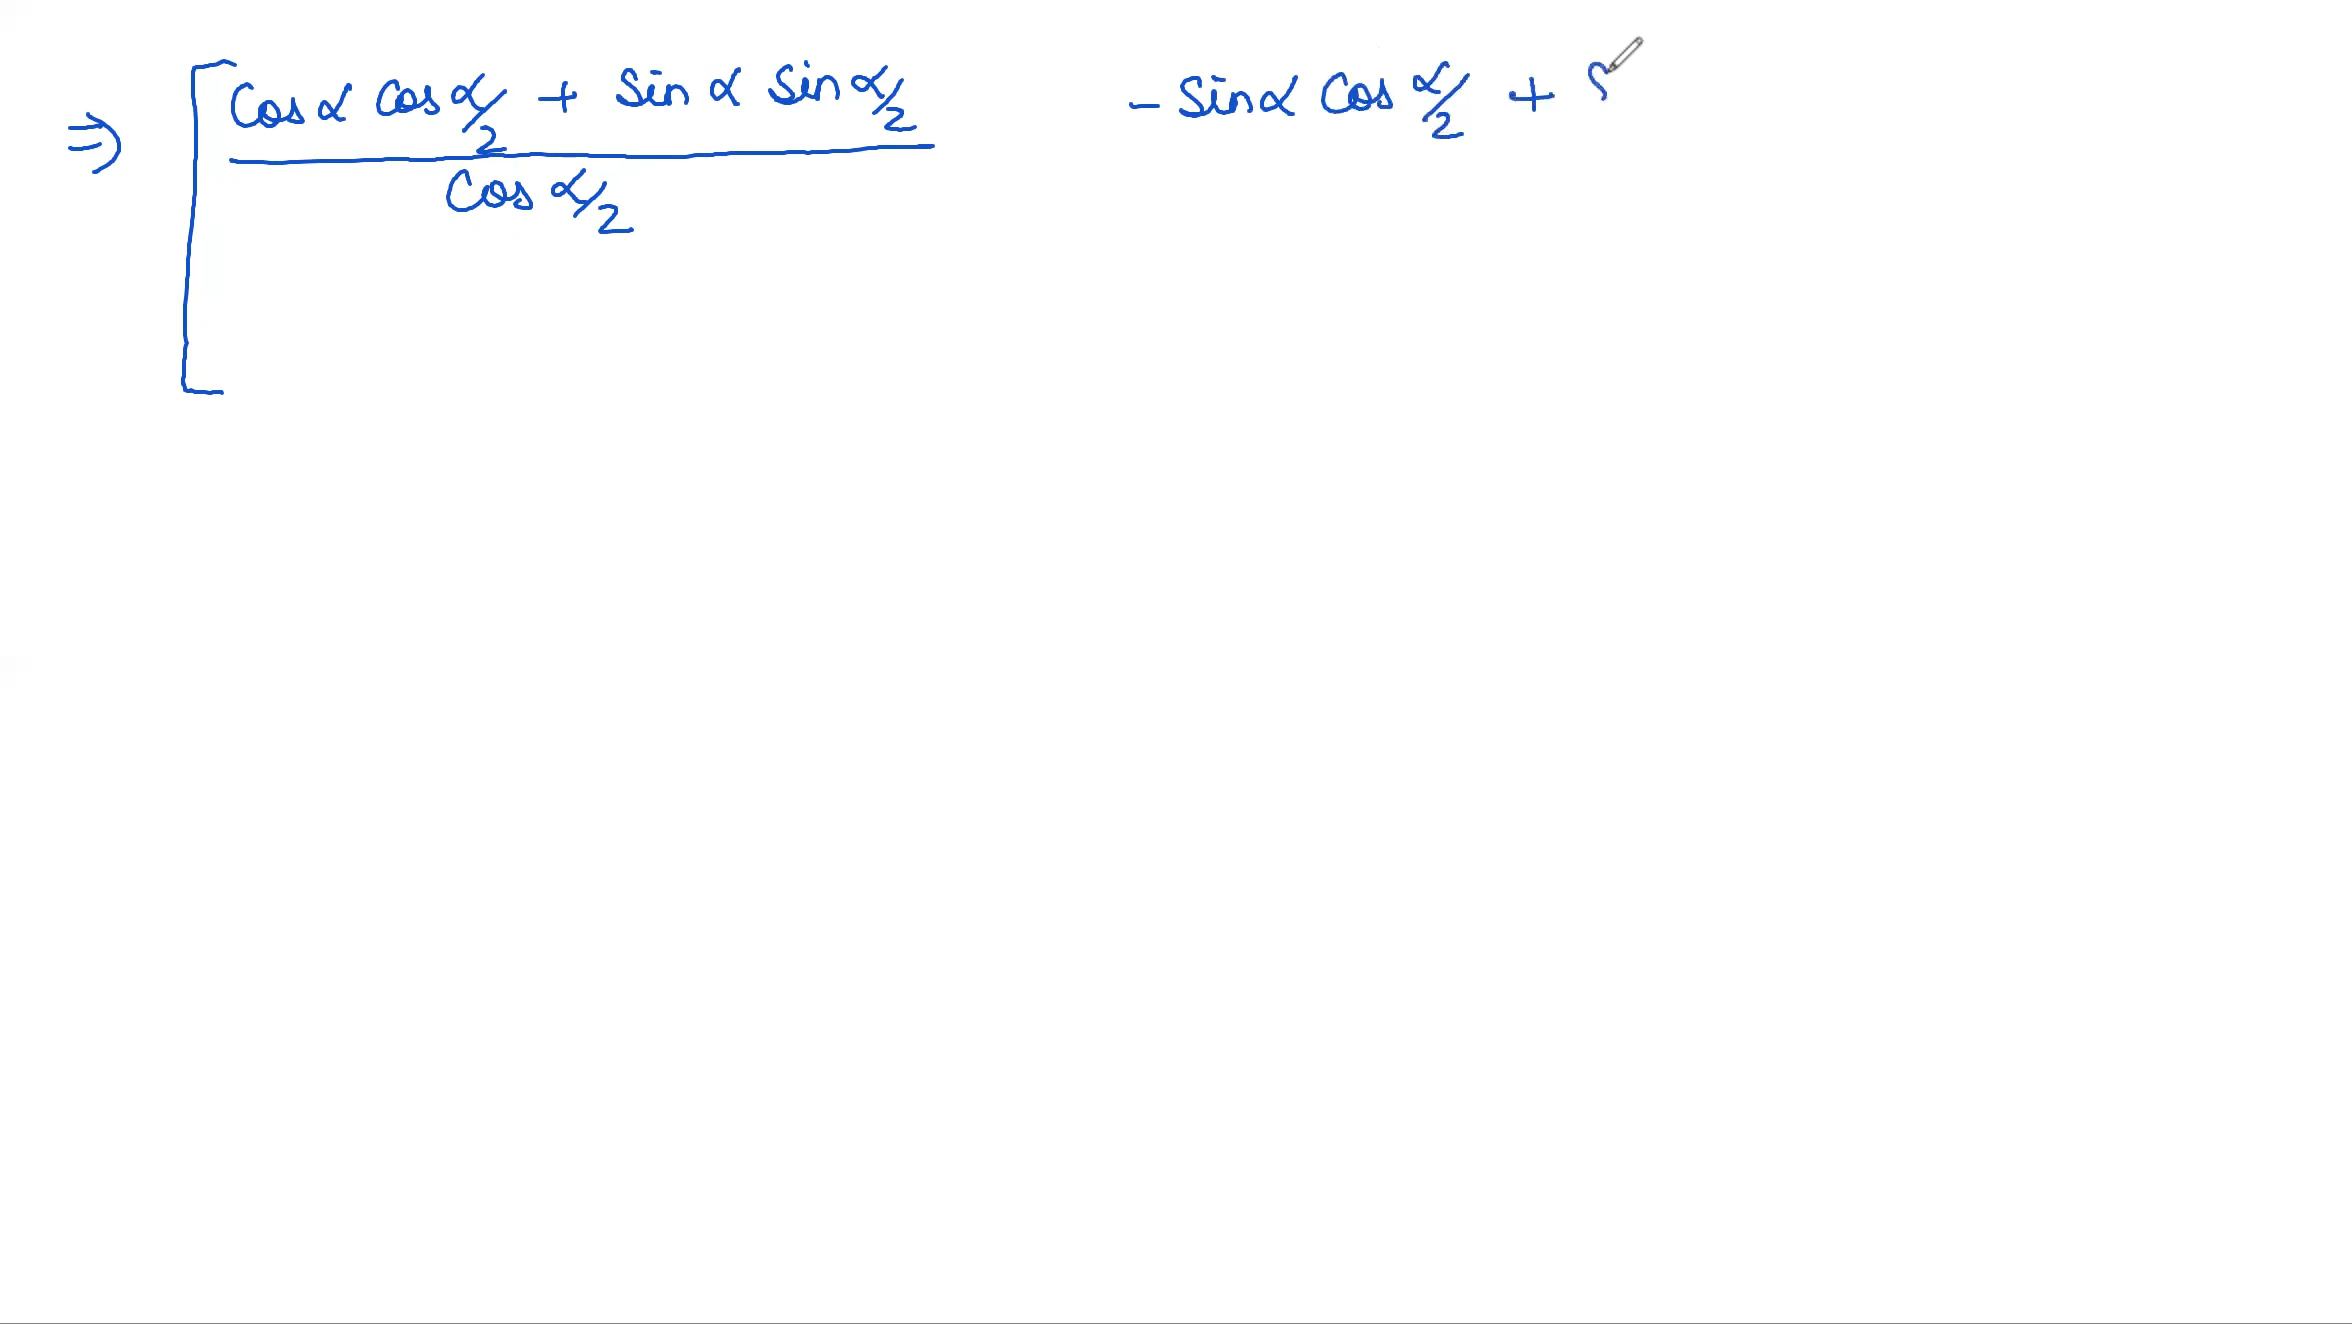 ⇒ [ Cos α Cos α/2 + Sin α Sin α/2 - Sin α Cos α/2 +
Cos α/2